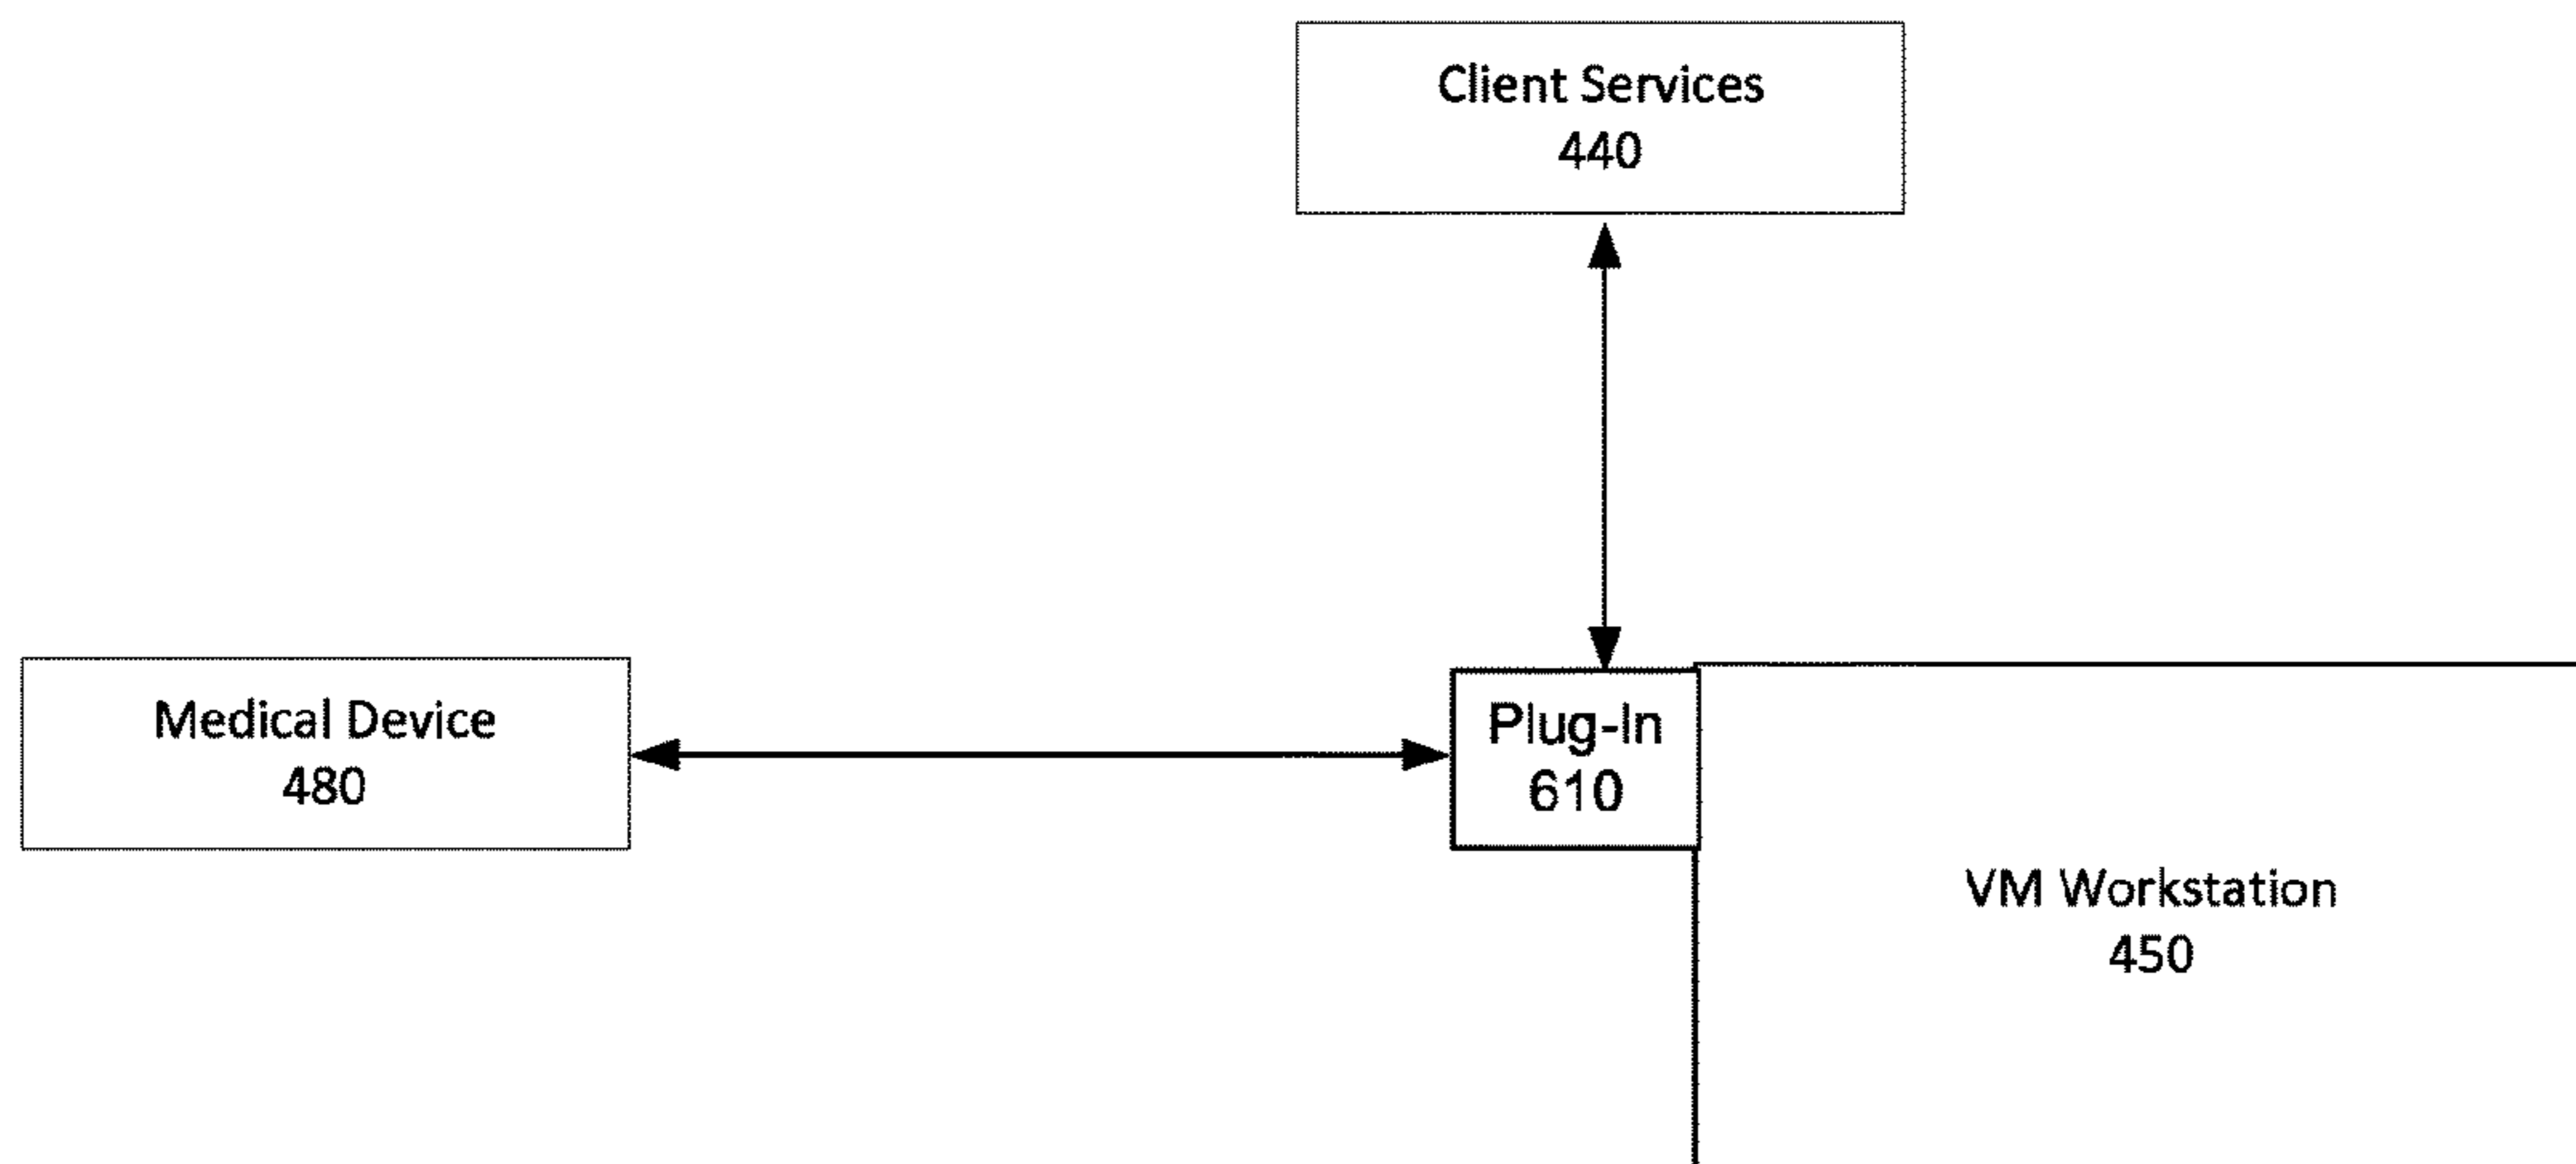 Client Services
440
Medical Device
480
Plug-In
610
VM Workstation
450